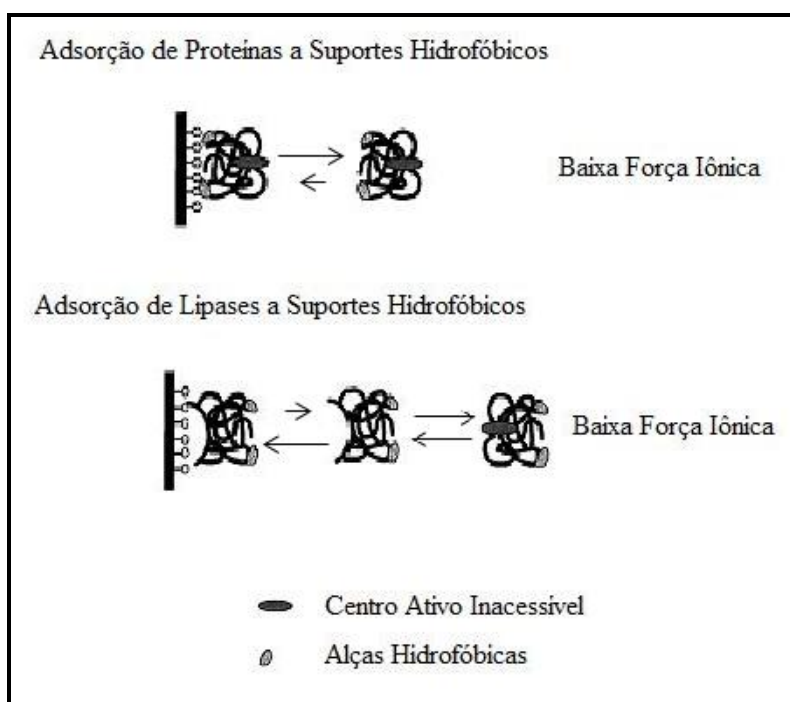 Adsorção de Proteinas a Suportes Hidrofóbicos
Baixa Força Iônica
Adsorção de Lipases a Suportes Hidrofóbicos
Baixa Força Iônica
Centro Ativo Inacessível
Alças Hidrofóbicas